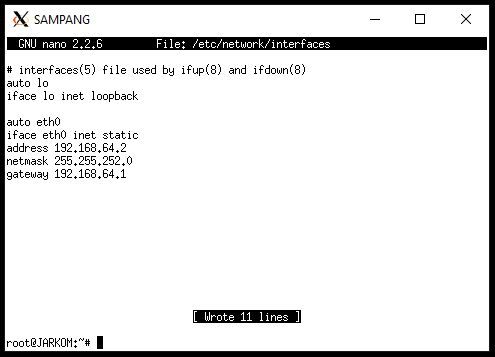 SAMPANG
GNU nano 2.2.6 File: /etc/network/interfaces
# interfaces(5) file used by ifup(8) and ifdown(8)
auto lo
iface lo inet loopback
auto eth0
iface eth0 inet static
address 192.168.64.2
netmask 255.255.252.0
gateway 192.168.64.1
[ Wrote 11 lines ]
root@JARKOM:~#